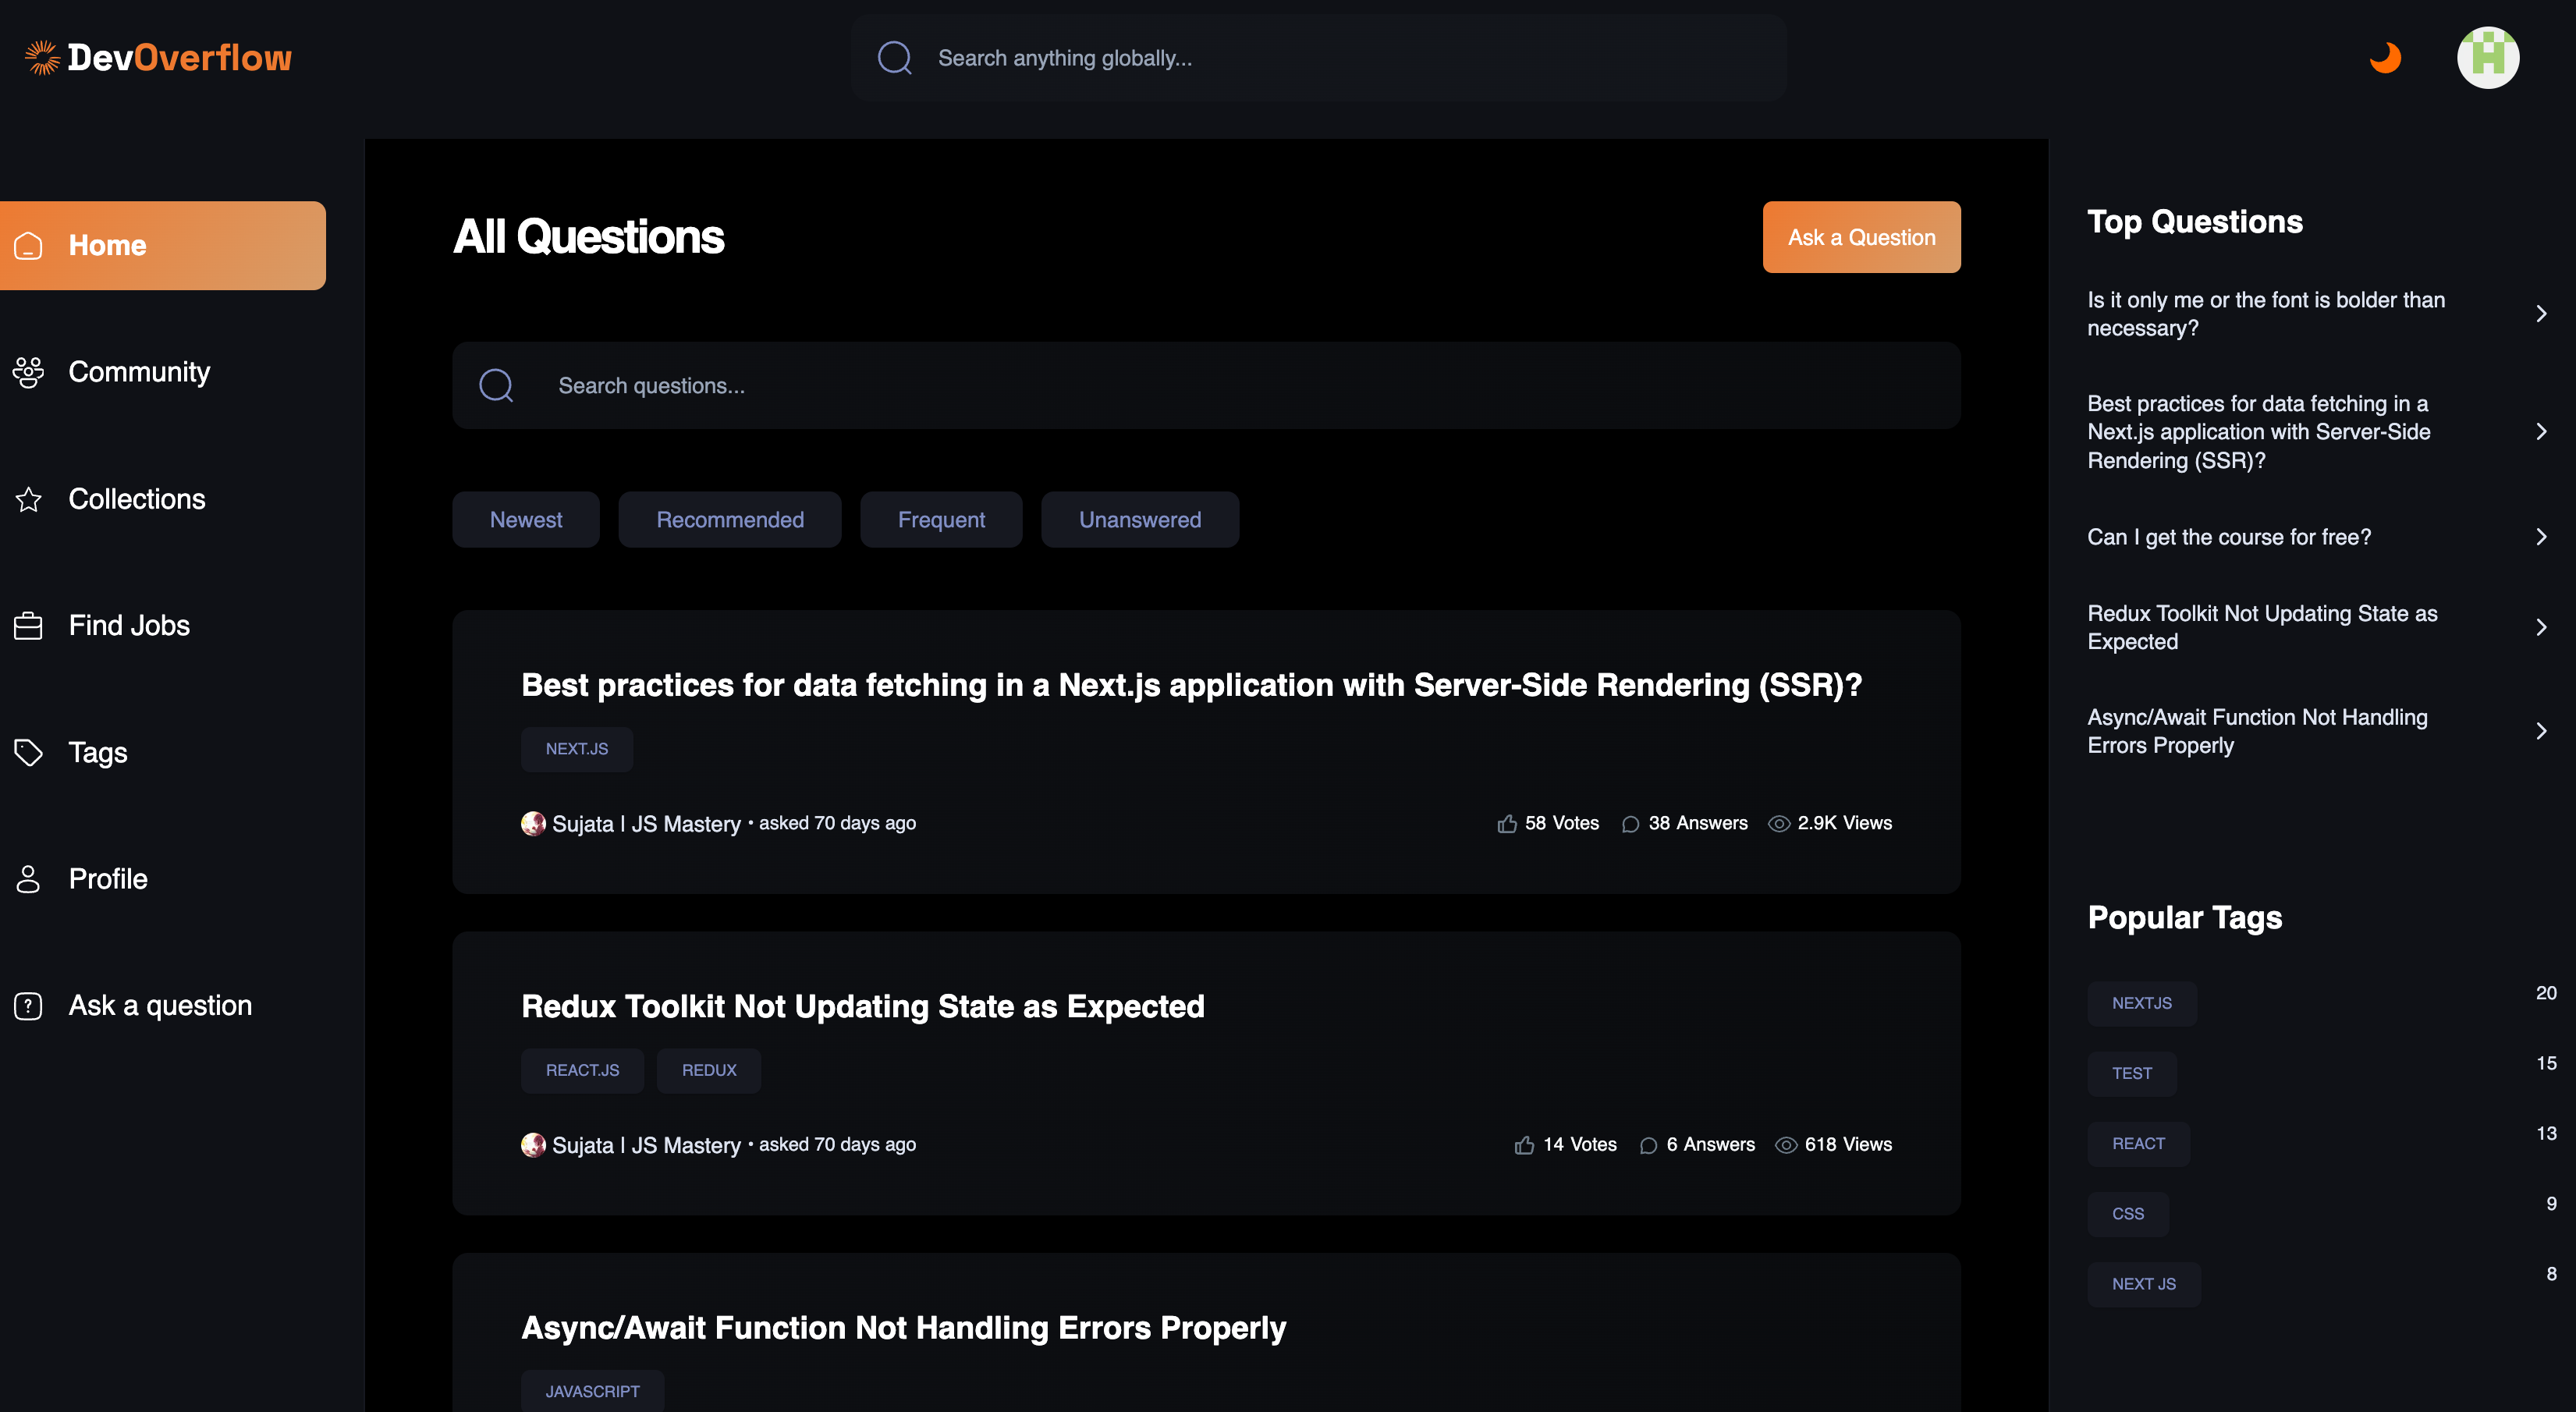 DevOverflow
Search anything globally...
Home
Community
Collections
Find Jobs
Tags
Profile
Ask a question
All Questions
Ask a Question
Search questions...
Newest
Recommended
Frequent
Unanswered
Best practices for data fetching in a Next.js application with Server-Side Rendering (SSR)?
NEXT.JS
Sujata | JS Mastery • asked 70 days ago
58 Votes
38 Answers
2.9K Views
Redux Toolkit Not Updating State as Expected
REACT.JS
REDUX
Sujata | JS Mastery • asked 70 days ago
14 Votes
6 Answers
618 Views
Async/Await Function Not Handling Errors Properly
JAVASCRIPT
Top Questions
Is it only me or the font is bolder than
necessary?
Best practices for data fetching in a
Next.js application with Server-Side
Rendering (SSR)?
Can I get the course for free?
Redux Toolkit Not Updating State as
Expected
Async/Await Function Not Handling
Errors Properly
Popular Tags
NEXTJS 20
TEST 15
REACT 13
CSS 9
NEXT JS 8